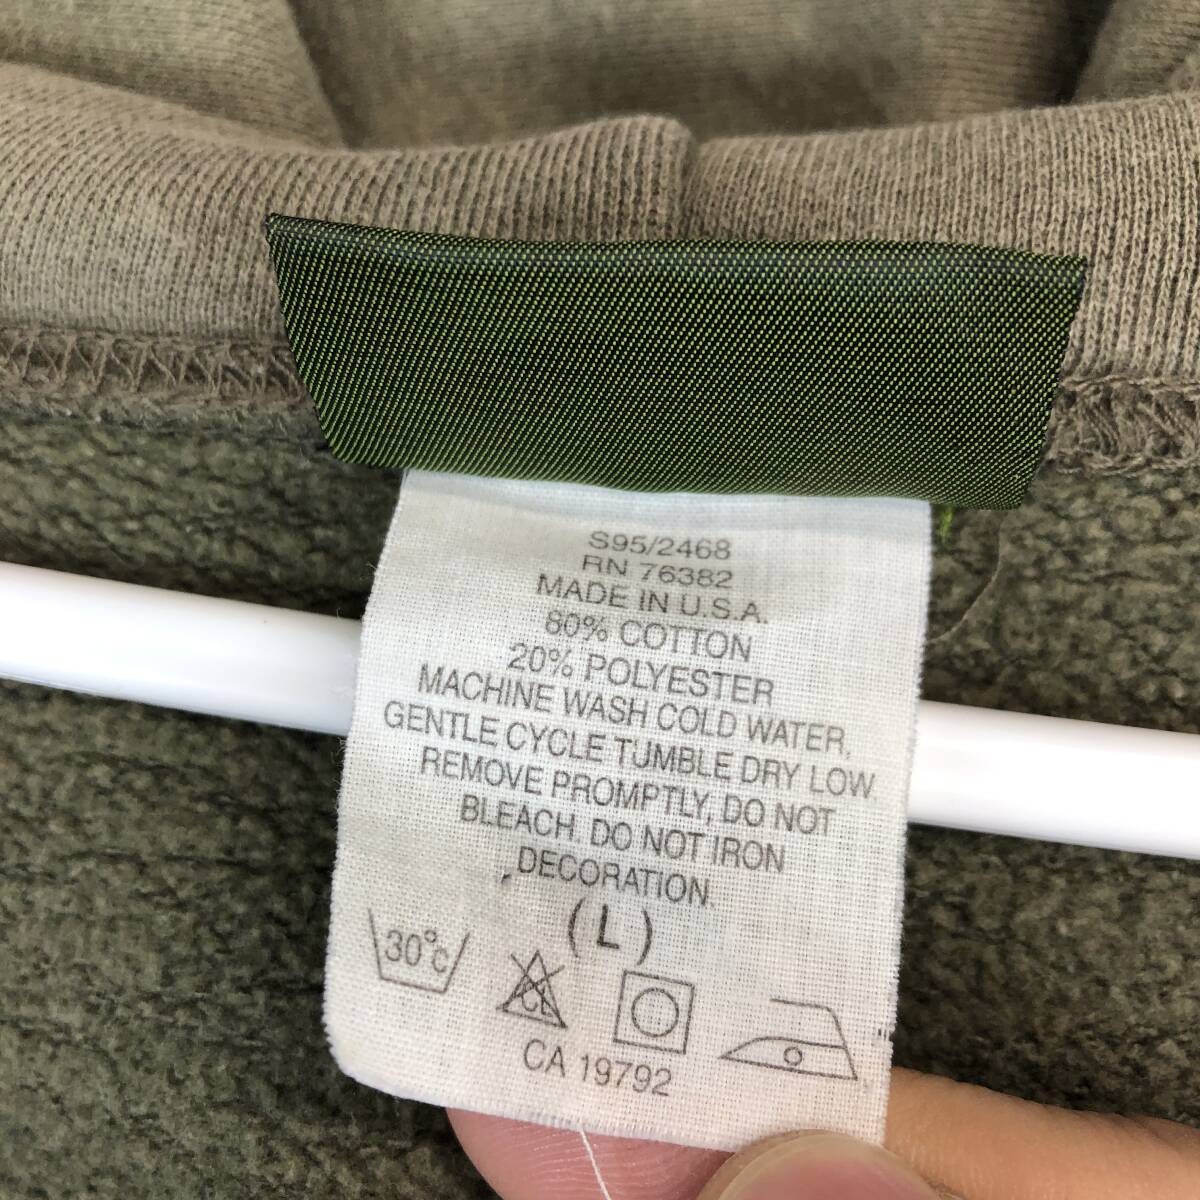 S95/2468
RN 76382
MADE IN U.S.A.
80% COTTON
20% POLYESTER
MACHINE WASH COLD WATER,
GENTLE CYCLE TUMBLE DRY LOW.
REMOVE PROMPTLY, DO NOT
BLEACH. DO NOT IRON
DECORATION.
(L)
30°C
CL
CA 19792